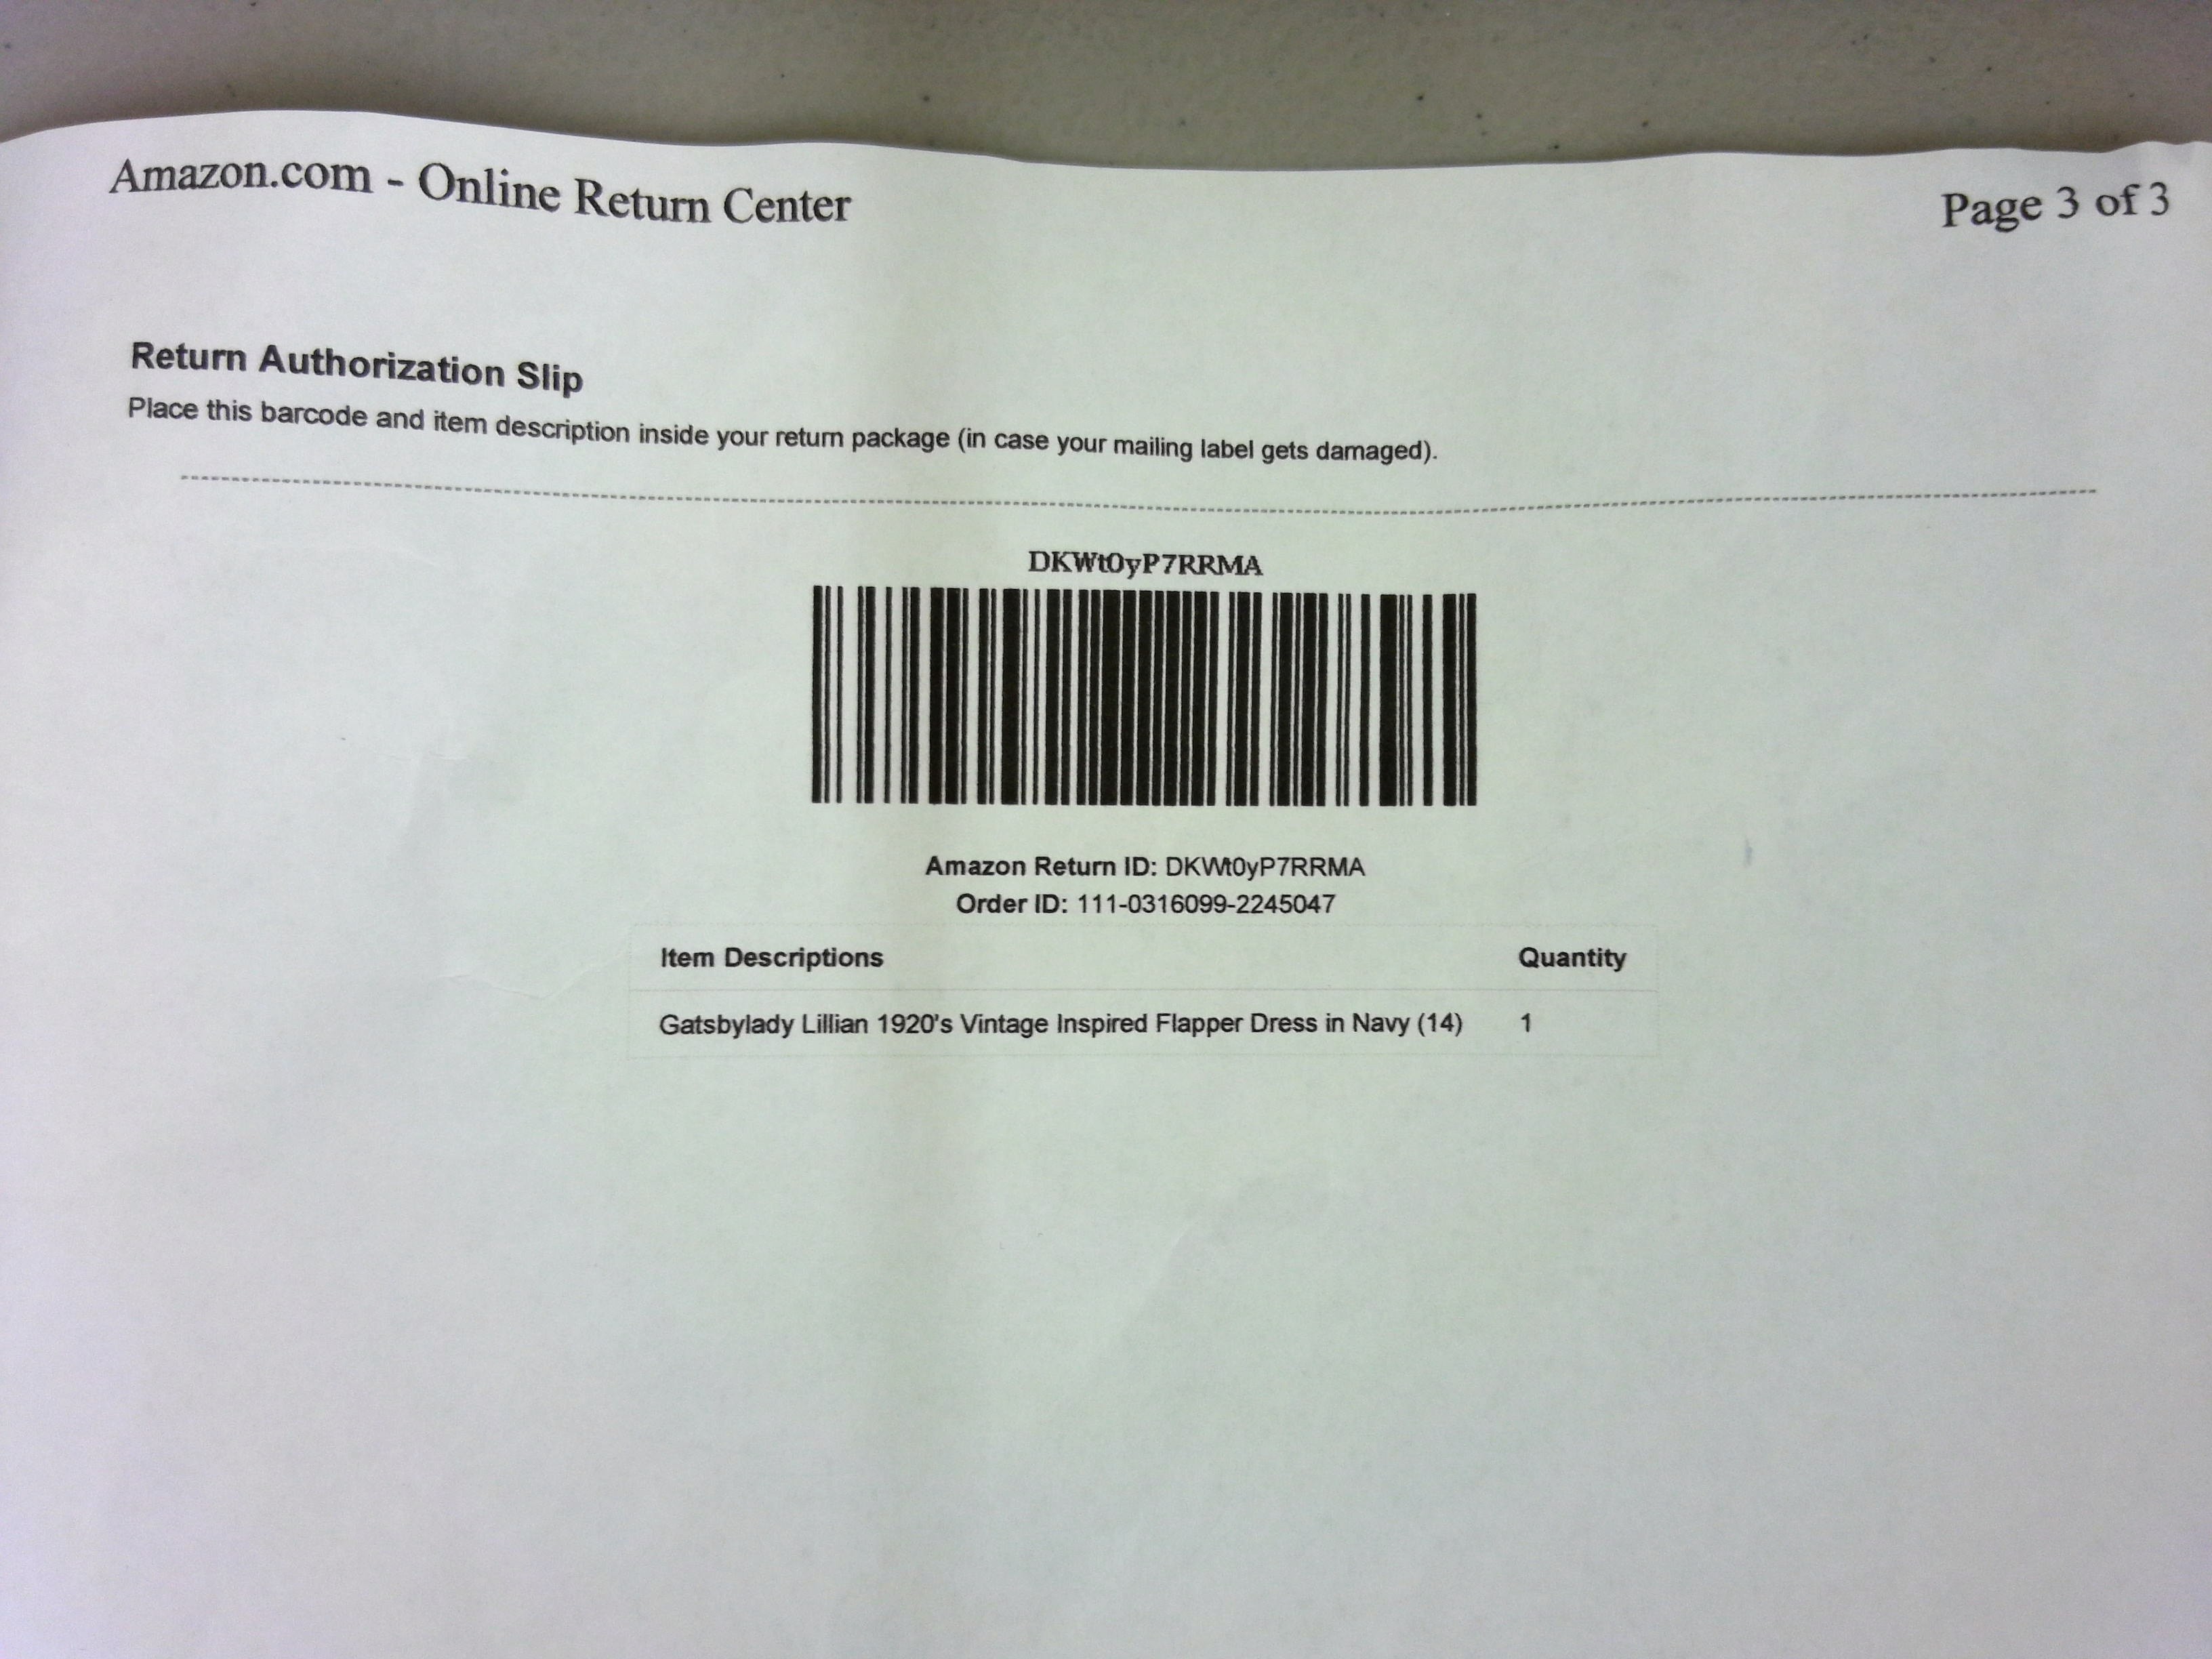 Amazon.com - Online Return Center
Page 3 of 3
Return Authorization Slip
Place this barcode and item description inside your return package (in case your mailing label gets damaged).
DKWt0yP7RRMA
Amazon Return ID: DKWt0yP7RRMA
Order ID: 111-0316099-2245047
Item Descriptions Quantity
Gatsbylady Lillian 1920's Vintage Inspired Flapper Dress in Navy (14) 1